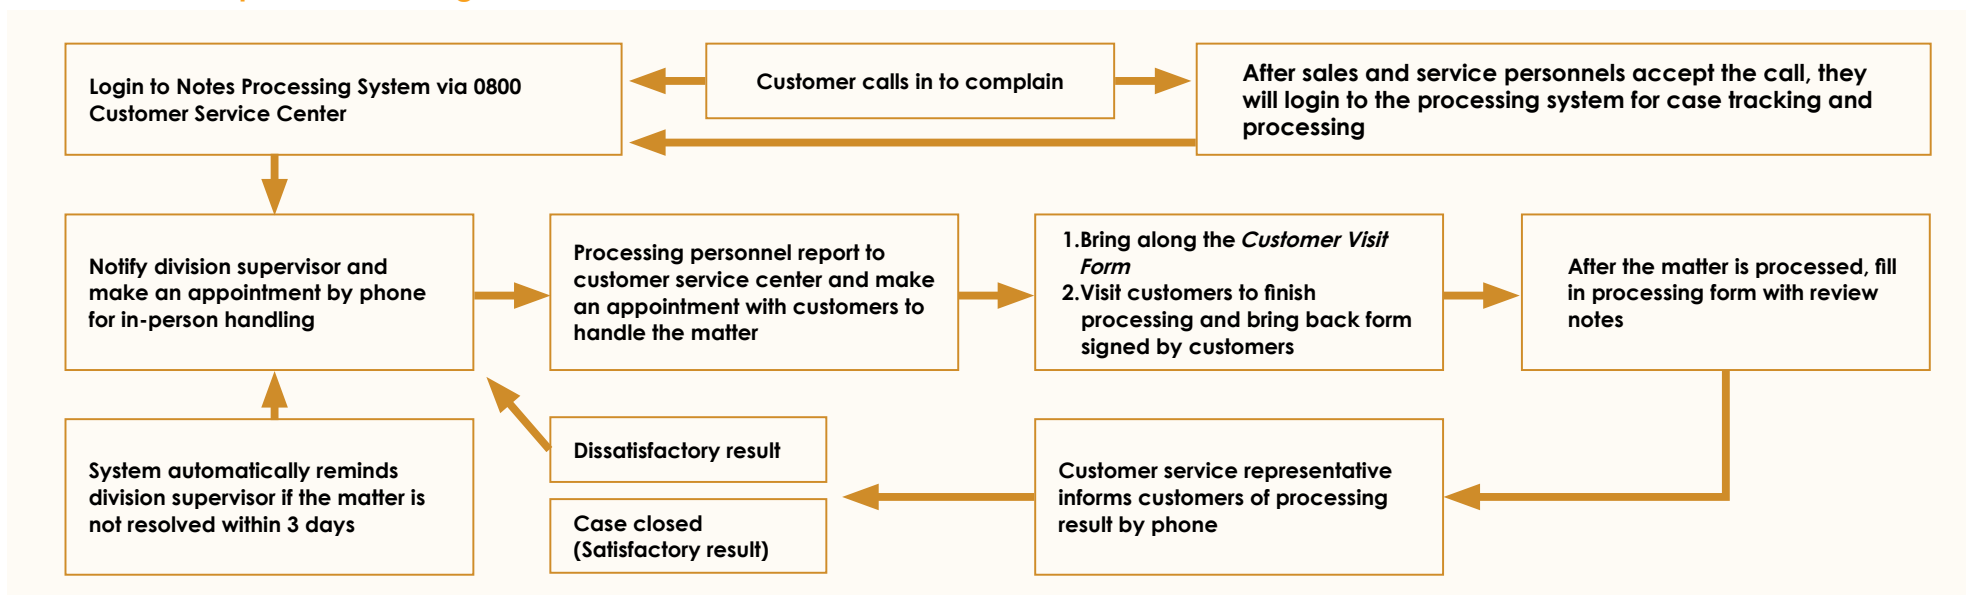 Login to Notes Processing System via 0800
Customer Service Center
Customer calls in to complain
After sales and service personnels accept the call, they
will login to the processing system for case tracking and
processing
Notify division supervisor and
make an appointment by phone
for in-person handling
Processing personnel report to
customer service center and make
an appointment with customers to
handle the matter
1.Bring along the Customer Visit
Form
2.Visit customers to finish
processing and bring back form
signed by customers
After the matter is processed, fill
in processing form with review
notes
System automatically reminds
division supervisor if the matter is
not resolved within 3 days
Dissatisfactory result
Case closed
(Satisfactory result)
Customer service representative
informs customers of processing
result by phone